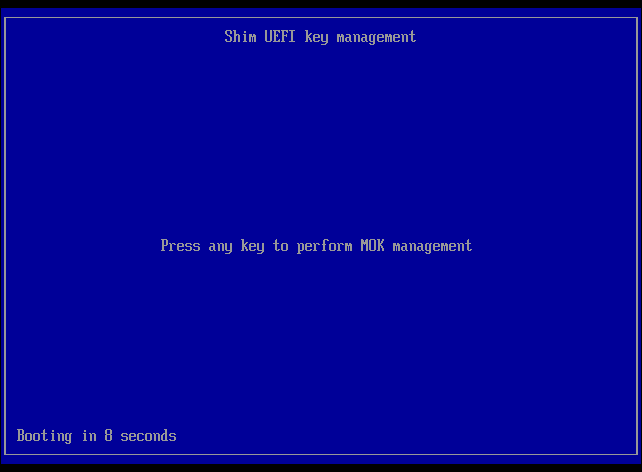 Shim UEFI key management
Press any key to perform MOK management
Booting in 8 seconds